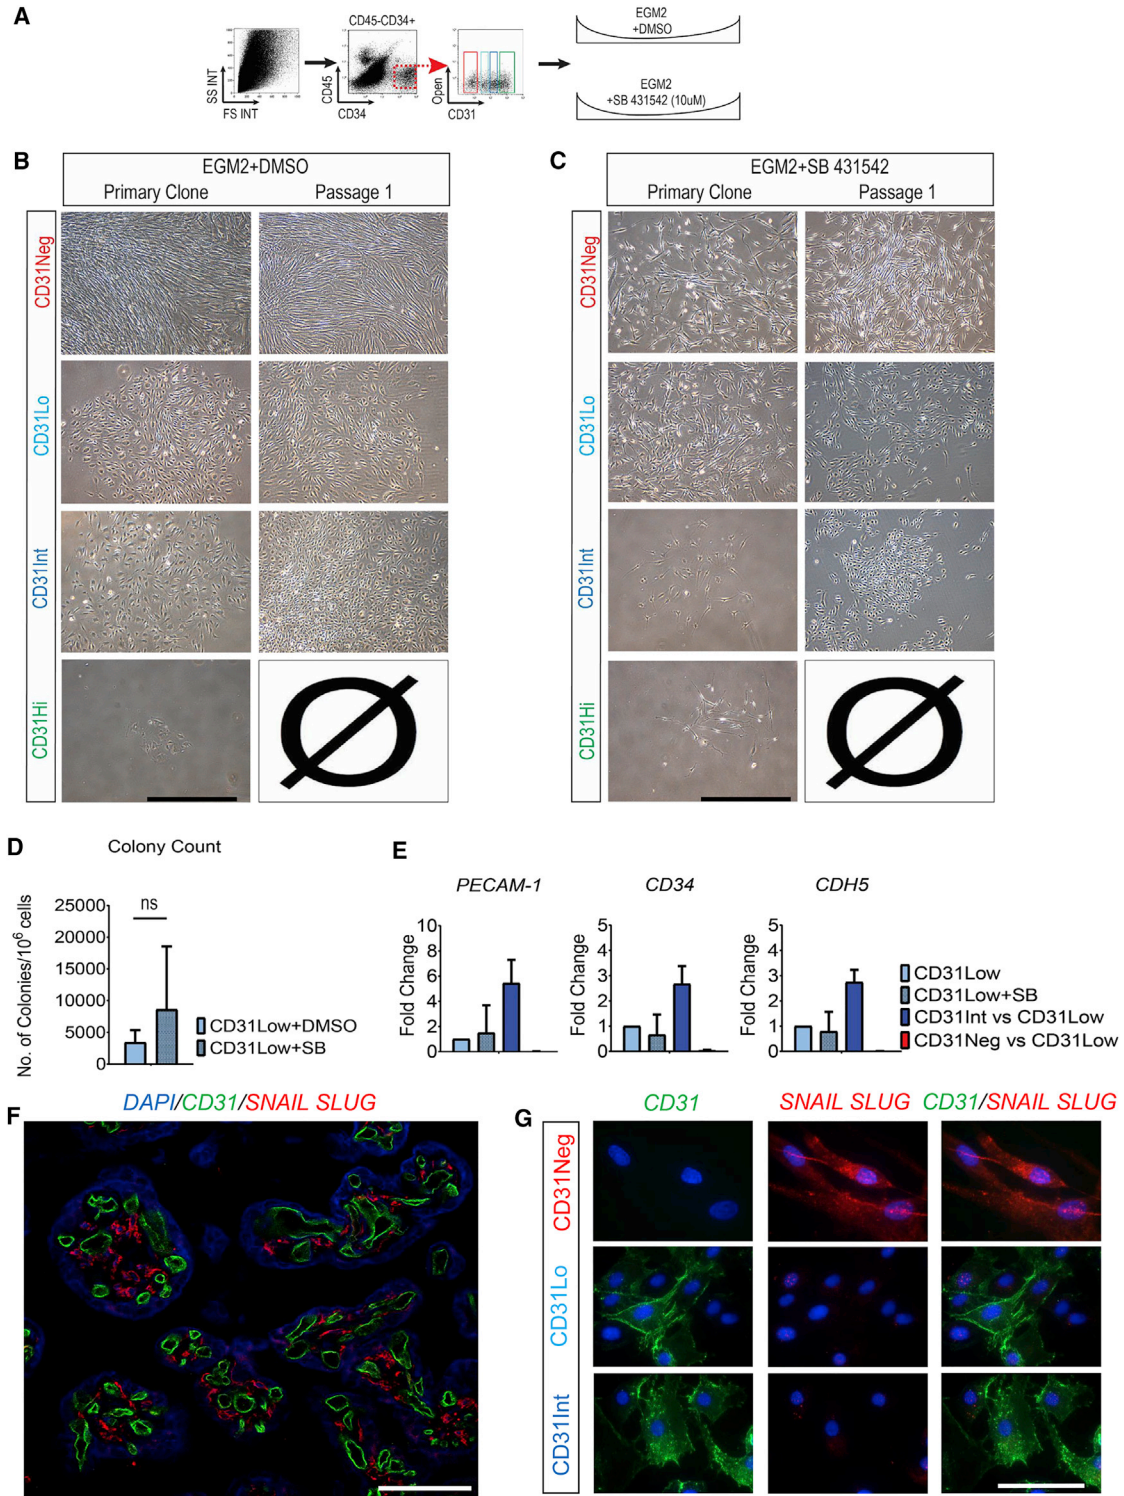 A
CD45-CD34+
SS INT
FS INT
CD45
CD34
Open
CD31
EGM2
+DMSO
EGM2
+SB 431542 (10uM)
B
EGM2+DMSO
Primary Clone
Passage 1
CD31Neg
CD31Lo
CD31Int
CD31Hi
C
EGM2+SB 431542
Primary Clone
Passage 1
CD31Neg
CD31Lo
CD31Int
CD31Hi
D
Colony Count
No. of Colonies/10⁶ cells
25000
20000
15000
10000
5000
0
ns
CD31Low+DMSO
CD31Low+SB
E
PECAM-1
Fold Change
10
8
6
4
2
0
CD34
Fold Change
5
4
3
2
1
0
CDH5
Fold Change
5
4
3
2
1
0
CD31Low
CD31Low+SB
CD31Int vs CD31Low
CD31Neg vs CD31Low
F
DAPI/CD31/SNAIL SLUG
G
CD31
SNAIL SLUG
CD31/SNAIL SLUG
CD31Neg
CD31Lo
CD31Int